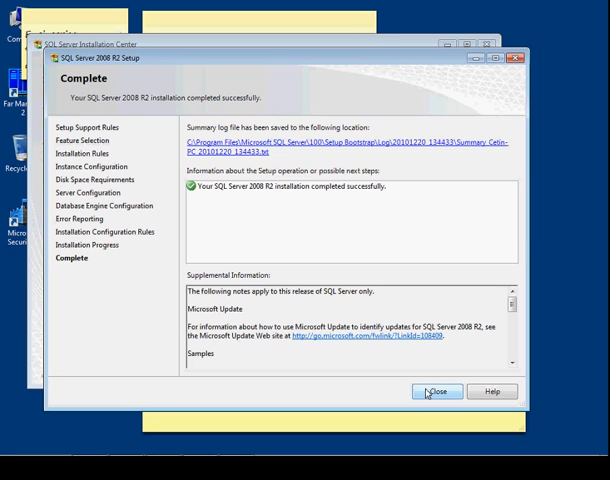 SQL Server Installation Center
SQL Server 2008 R2 Setup
Complete
Your SQL Server 2008 R2 installation completed successfully.
Setup Support Rules
Feature Selection
Installation Rules
Instance Configuration
Disk Space Requirements
Server Configuration
Database Engine Configuration
Error Reporting
Installation Configuration Rules
Installation Progress
Complete
Summary log file has been saved to the following location:
C:\Program Files\Microsoft SQL Server\100\Setup Bootstrap\Log\20101220_134433\Summary_Cetin-
PC_20101220_134433.txt
Information about the Setup operation or possible next steps:
Your SQL Server 2008 R2 installation completed successfully.
Supplemental Information:
The following notes apply to this release of SQL Server only.
Microsoft Update
For information about how to use Microsoft Update to identify updates for SQL Server 2008 R2, see
the Microsoft Update Web site at http://go.microsoft.com/fwlink/?LinkId=108409.
Samples
Close
Help
Far Man
2
Recycl
Micro
Securi